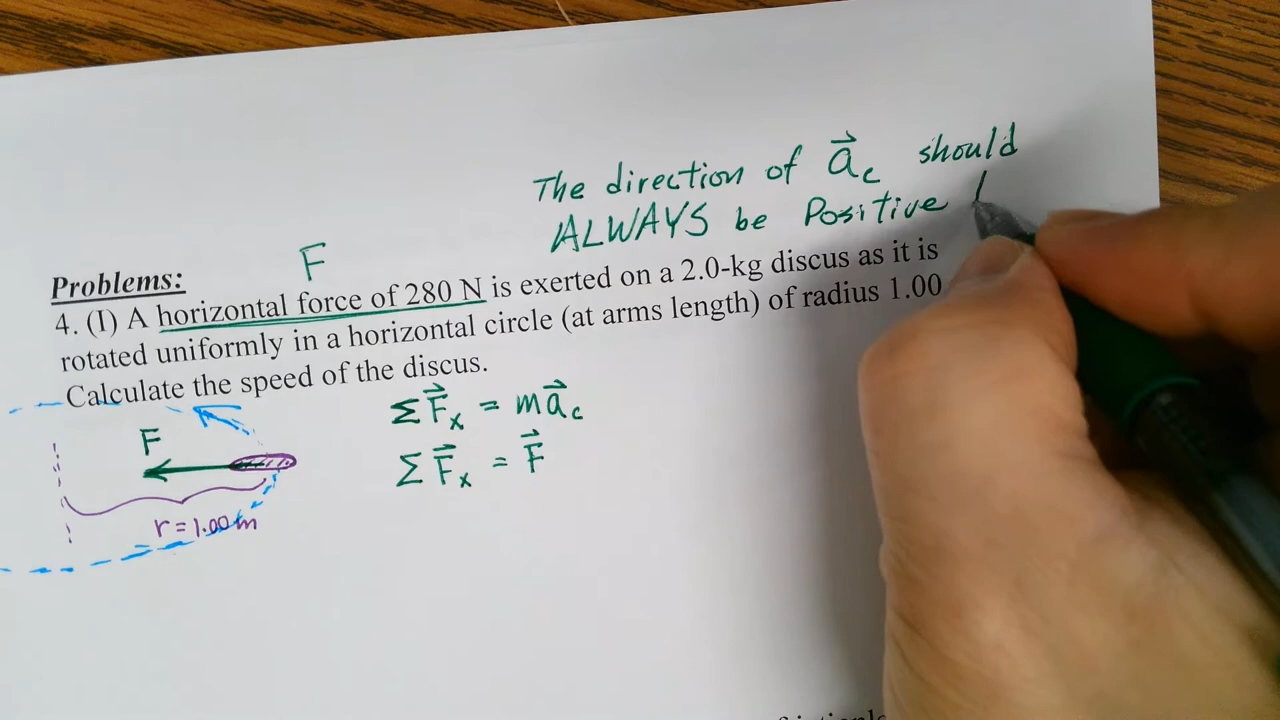 The direction of a⃗c should
ALWAYS be Positive
F
Problems:
4. (I) A horizontal force of 280 N is exerted on a 2.0-kg discus as it is
rotated uniformly in a horizontal circle (at arms length) of radius 1.00
Calculate the speed of the discus.
ΣF⃗x = ma⃗c
F
ΣF⃗x = F⃗
r = 1.00 m